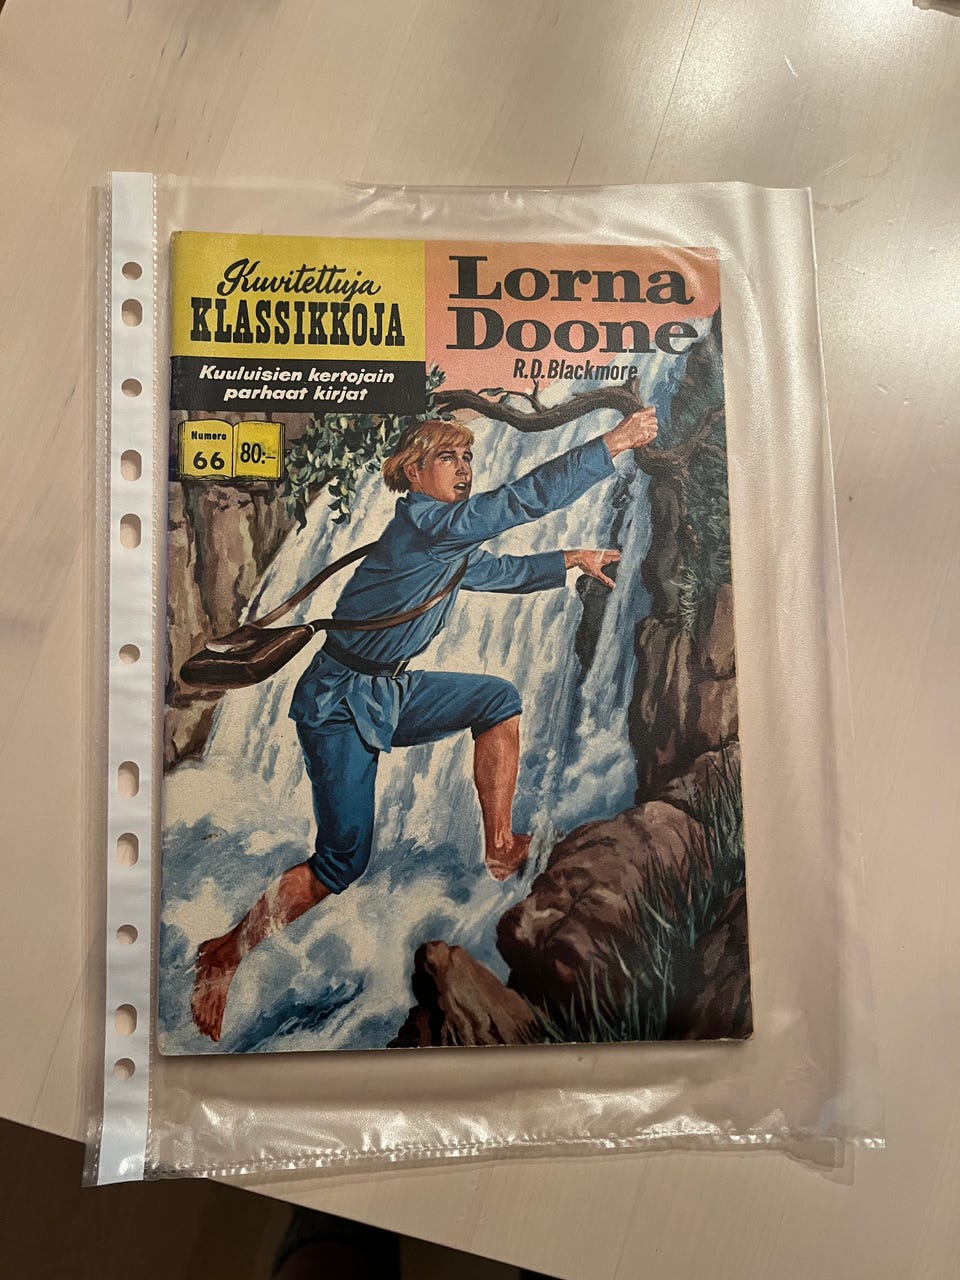 Kuvitettuja
KLASSIKKOJA
Kuuluisien kertojain
parhaat kirjat
Numero
66
80:-
Lorna
Doone
R.D.Blackmore